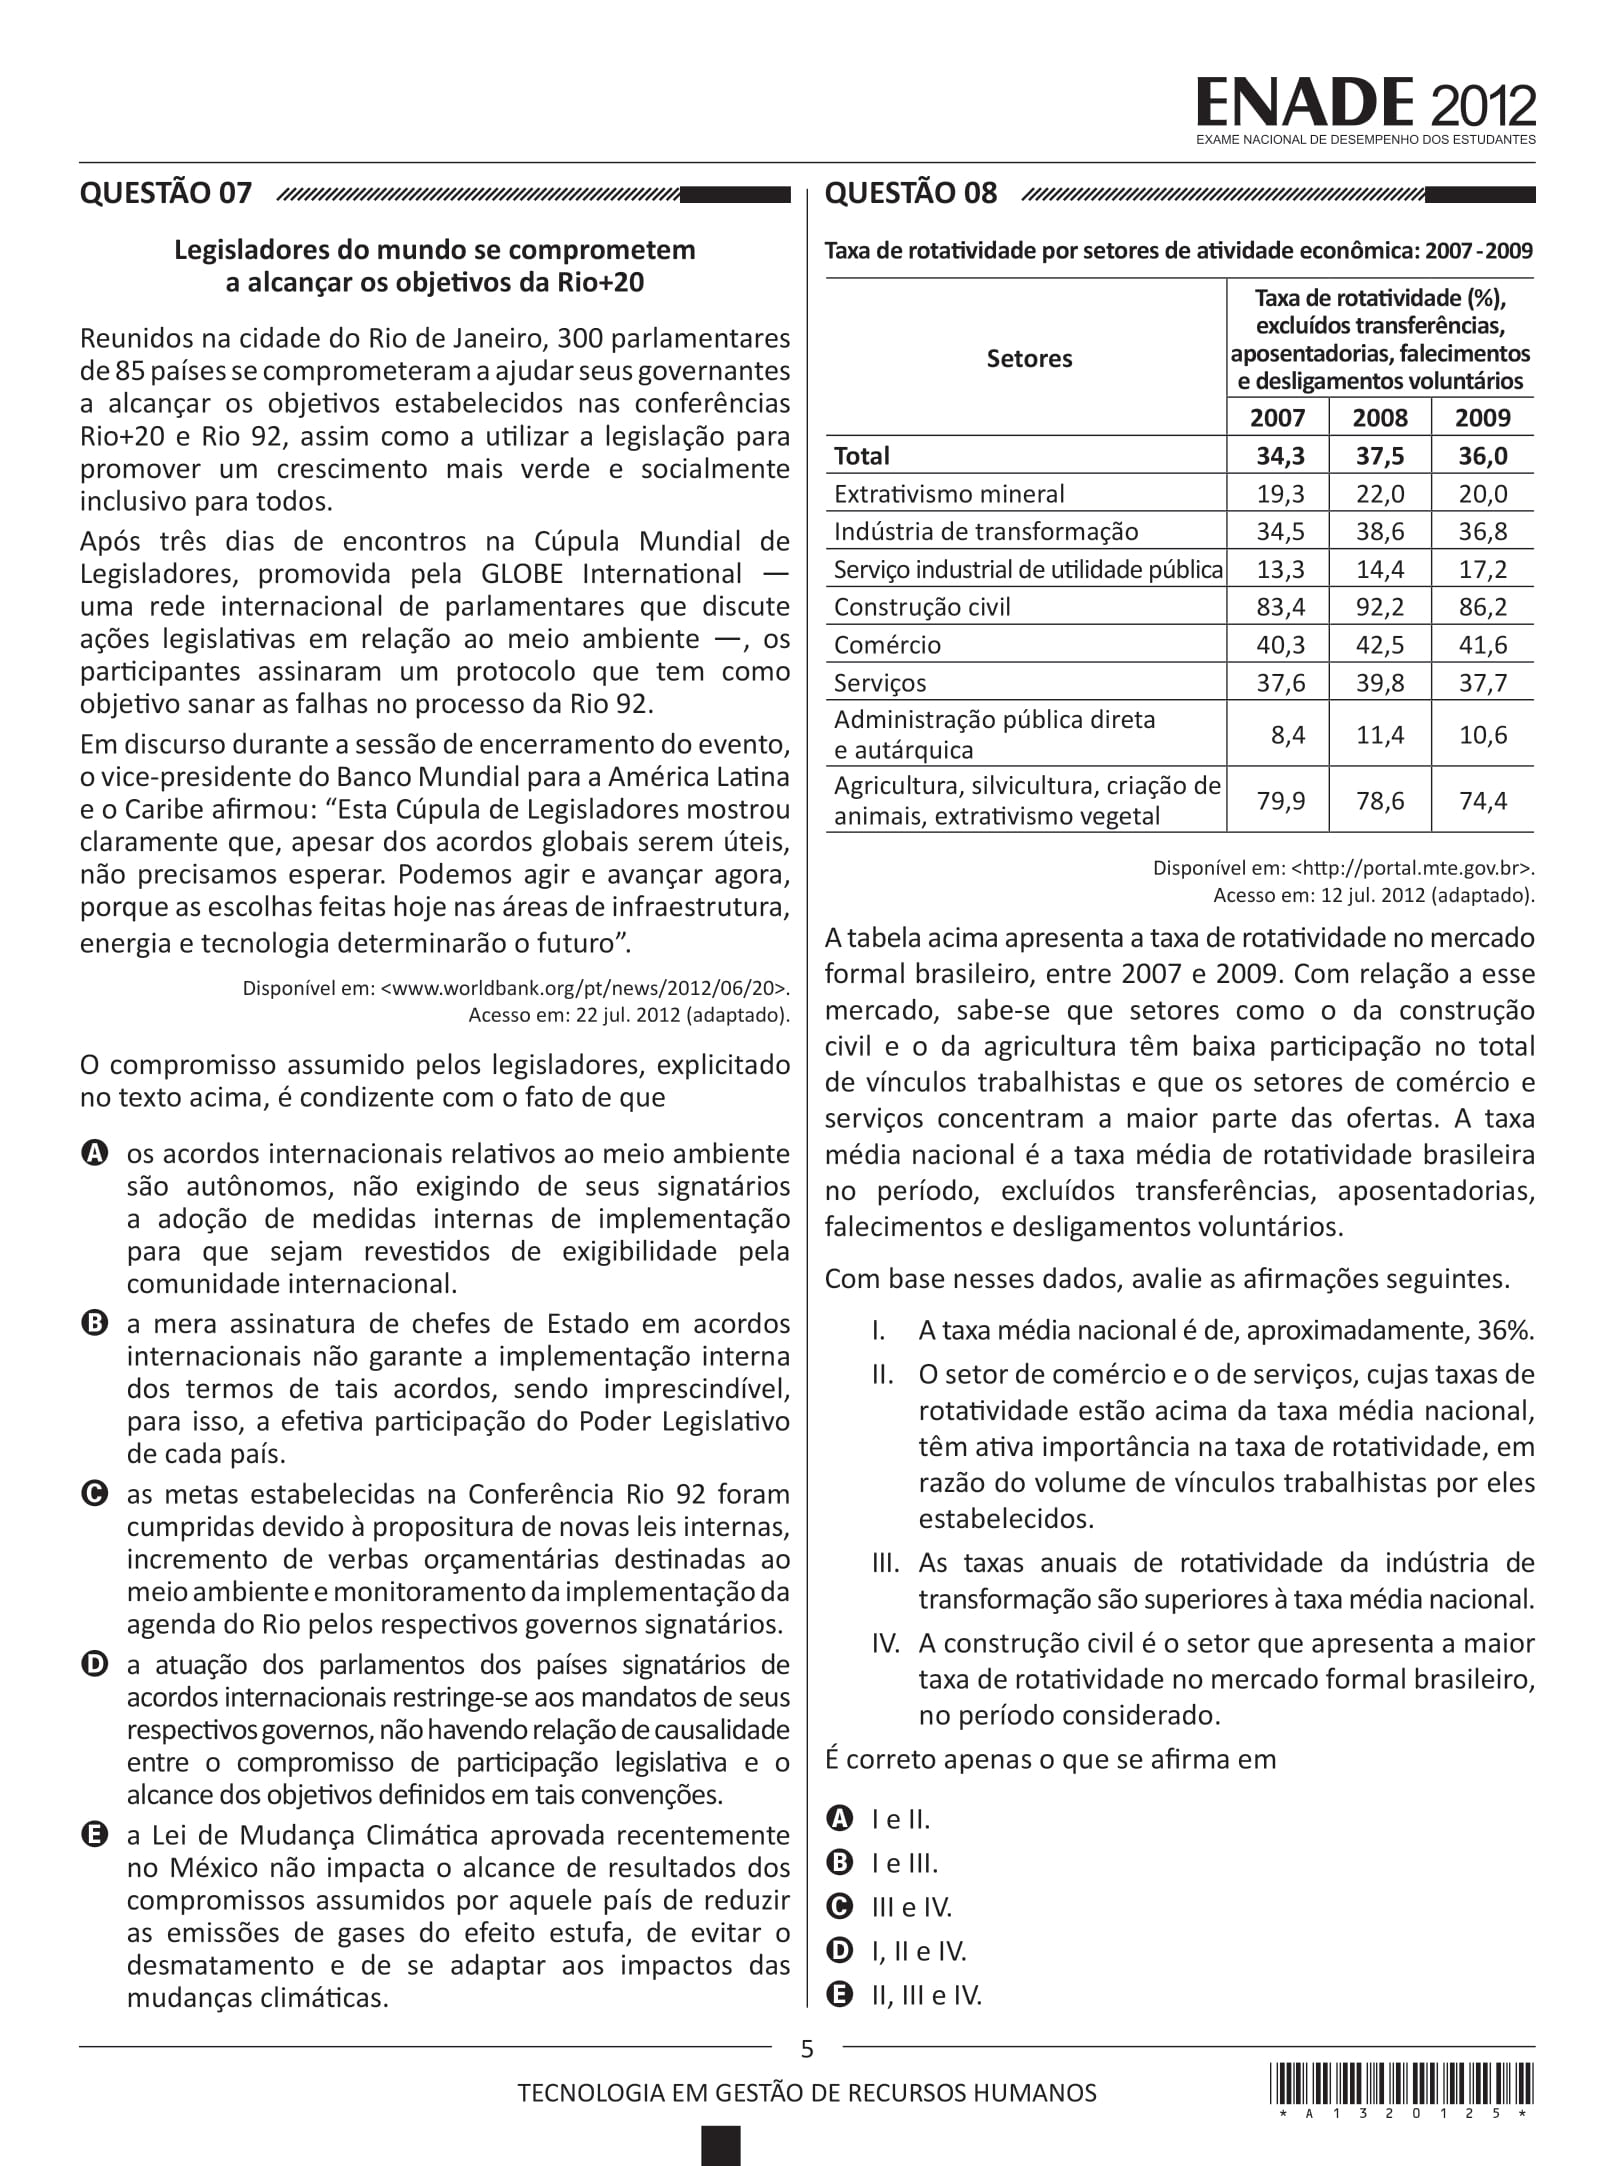 ENADE 2012
EXAME NACIONAL DE DESEMPENHO DOS ESTUDANTES
QUESTÃO 07
Legisladores do mundo se comprometem
a alcançar os objetivos da Rio+20
Reunidos na cidade do Rio de Janeiro, 300 parlamentares
de 85 países se comprometeram a ajudar seus governantes
a alcançar os objetivos estabelecidos nas conferências
Rio+20 e Rio 92, assim como a utilizar a legislação para
promover um crescimento mais verde e socialmente
inclusivo para todos.
Após três dias de encontros na Cúpula Mundial de
Legisladores, promovida pela GLOBE International —
uma rede internacional de parlamentares que discute
ações legislativas em relação ao meio ambiente —, os
participantes assinaram um protocolo que tem como
objetivo sanar as falhas no processo da Rio 92.
Em discurso durante a sessão de encerramento do evento,
o vice-presidente do Banco Mundial para a América Latina
e o Caribe afirmou: “Esta Cúpula de Legisladores mostrou
claramente que, apesar dos acordos globais serem úteis,
não precisamos esperar. Podemos agir e avançar agora,
porque as escolhas feitas hoje nas áreas de infraestrutura,
energia e tecnologia determinarão o futuro”.
Disponível em: <www.worldbank.org/pt/news/2012/06/20>.
Acesso em: 22 jul. 2012 (adaptado).
O compromisso assumido pelos legisladores, explicitado
no texto acima, é condizente com o fato de que
A os acordos internacionais relativos ao meio ambiente
são autônomos, não exigindo de seus signatários
a adoção de medidas internas de implementação
para que sejam revestidos de exigibilidade pela
comunidade internacional.
B a mera assinatura de chefes de Estado em acordos
internacionais não garante a implementação interna
dos termos de tais acordos, sendo imprescindível,
para isso, a efetiva participação do Poder Legislativo
de cada país.
C as metas estabelecidas na Conferência Rio 92 foram
cumpridas devido à propositura de novas leis internas,
incremento de verbas orçamentárias destinadas ao
meio ambiente e monitoramento da implementação da
agenda do Rio pelos respectivos governos signatários.
D a atuação dos parlamentos dos países signatários de
acordos internacionais restringe-se aos mandatos de seus
respectivos governos, não havendo relação de causalidade
entre o compromisso de participação legislativa e o
alcance dos objetivos definidos em tais convenções.
E a Lei de Mudança Climática aprovada recentemente
no México não impacta o alcance de resultados dos
compromissos assumidos por aquele país de reduzir
as emissões de gases do efeito estufa, de evitar o
desmatamento e de se adaptar aos impactos das
mudanças climáticas.
QUESTÃO 08
Taxa de rotatividade por setores de atividade econômica: 2007 - 2009
Setores
Taxa de rotatividade (%),
excluídos transferências,
aposentadorias, falecimentos
e desligamentos voluntários
2007 2008 2009
Total 34,3 37,5 36,0
Extrativismo mineral 19,3 22,0 20,0
Indústria de transformação 34,5 38,6 36,8
Serviço industrial de utilidade pública 13,3 14,4 17,2
Construção civil 83,4 92,2 86,2
Comércio 40,3 42,5 41,6
Serviços 37,6 39,8 37,7
Administração pública direta
e autárquica 8,4 11,4 10,6
Agricultura, silvicultura, criação de
animais, extrativismo vegetal 79,9 78,6 74,4
Disponível em: <http://portal.mte.gov.br>.
Acesso em: 12 jul. 2012 (adaptado).
A tabela acima apresenta a taxa de rotatividade no mercado
formal brasileiro, entre 2007 e 2009. Com relação a esse
mercado, sabe-se que setores como o da construção
civil e o da agricultura têm baixa participação no total
de vínculos trabalhistas e que os setores de comércio e
serviços concentram a maior parte das ofertas. A taxa
média nacional é a taxa média de rotatividade brasileira
no período, excluídos transferências, aposentadorias,
falecimentos e desligamentos voluntários.
Com base nesses dados, avalie as afirmações seguintes.
I. A taxa média nacional é de, aproximadamente, 36%.
II. O setor de comércio e o de serviços, cujas taxas de
rotatividade estão acima da taxa média nacional,
têm ativa importância na taxa de rotatividade, em
razão do volume de vínculos trabalhistas por eles
estabelecidos.
III. As taxas anuais de rotatividade da indústria de
transformação são superiores à taxa média nacional.
IV. A construção civil é o setor que apresenta a maior
taxa de rotatividade no mercado formal brasileiro,
no período considerado.
É correto apenas o que se afirma em
A I e II.
B I e III.
C III e IV.
D I, II e IV.
E II, III e IV.
5
TECNOLOGIA EM GESTÃO DE RECURSOS HUMANOS
* A 1 3 2 0 1 2 5 *